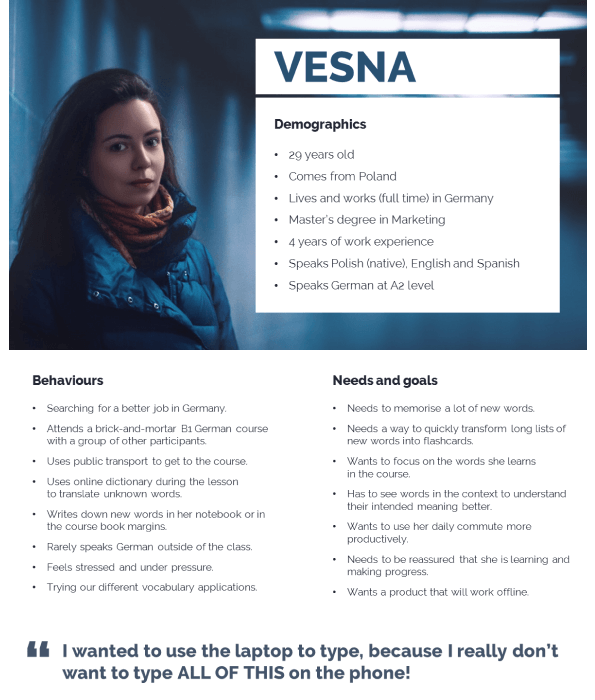 VESNA
Demographics
• 29 years old
• Comes from Poland
• Lives and works (full time) in Germany
• Master's degree in Marketing
• 4 years of work experience
• Speaks Polish (native), English and Spanish
• Speaks German at A2 level
Behaviours
• Searching for a better job in Germany.
• Attends a brick-and-mortar B1 German course
with a group of other participants.
• Uses public transport to get to the course.
• Uses online dictionary during the lesson
to translate unknown words.
• Writes down new words in her notebook or in
the course book margins.
• Rarely speaks German outside of the class.
• Feels stressed and under pressure.
• Trying our different vocabulary applications.
Needs and goals
• Needs to memorise a lot of new words.
• Needs a way to quickly transform long lists of
new words into flashcards.
• Wants to focus on the words she learns
in the course.
• Has to see words in the context to understand
their intended meaning better.
• Wants to use her daily commute more
productively.
• Needs to be reassured that she is learning and
making progress.
• Wants a product that will work offline.
“ I wanted to use the laptop to type, because I really don't
want to type ALL OF THIS on the phone!